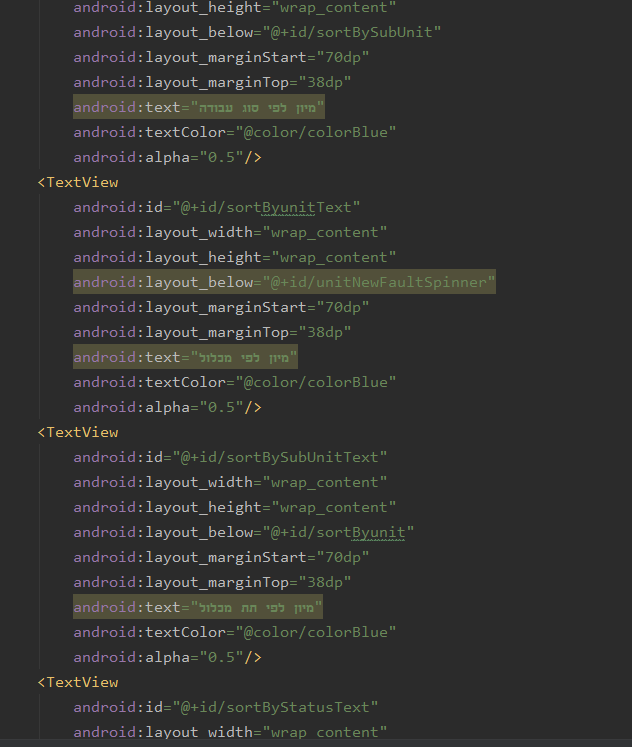 android:layout_height="wrap_content"
android:layout_below="@+id/sortBySubUnit"
android:layout_marginStart="70dp"
android:layout_marginTop="38dp"
android:text="מיון לפי סוג עבודה"
android:textColor="@color/colorBlue"
android:alpha="0.5"/>
<TextView
android:id="@+id/sortByunitText"
android:layout_width="wrap_content"
android:layout_height="wrap_content"
android:layout_below="@+id/unitNewFaultSpinner"
android:layout_marginStart="70dp"
android:layout_marginTop="38dp"
android:text="מיון לפי מכלול"
android:textColor="@color/colorBlue"
android:alpha="0.5"/>
<TextView
android:id="@+id/sortBySubUnitText"
android:layout_width="wrap_content"
android:layout_height="wrap_content"
android:layout_below="@+id/sortByunit"
android:layout_marginStart="70dp"
android:layout_marginTop="38dp"
android:text="מיון לפי תת מכלול"
android:textColor="@color/colorBlue"
android:alpha="0.5"/>
<TextView
android:id="@+id/sortByStatusText"
android:layout_width="wrap_content"